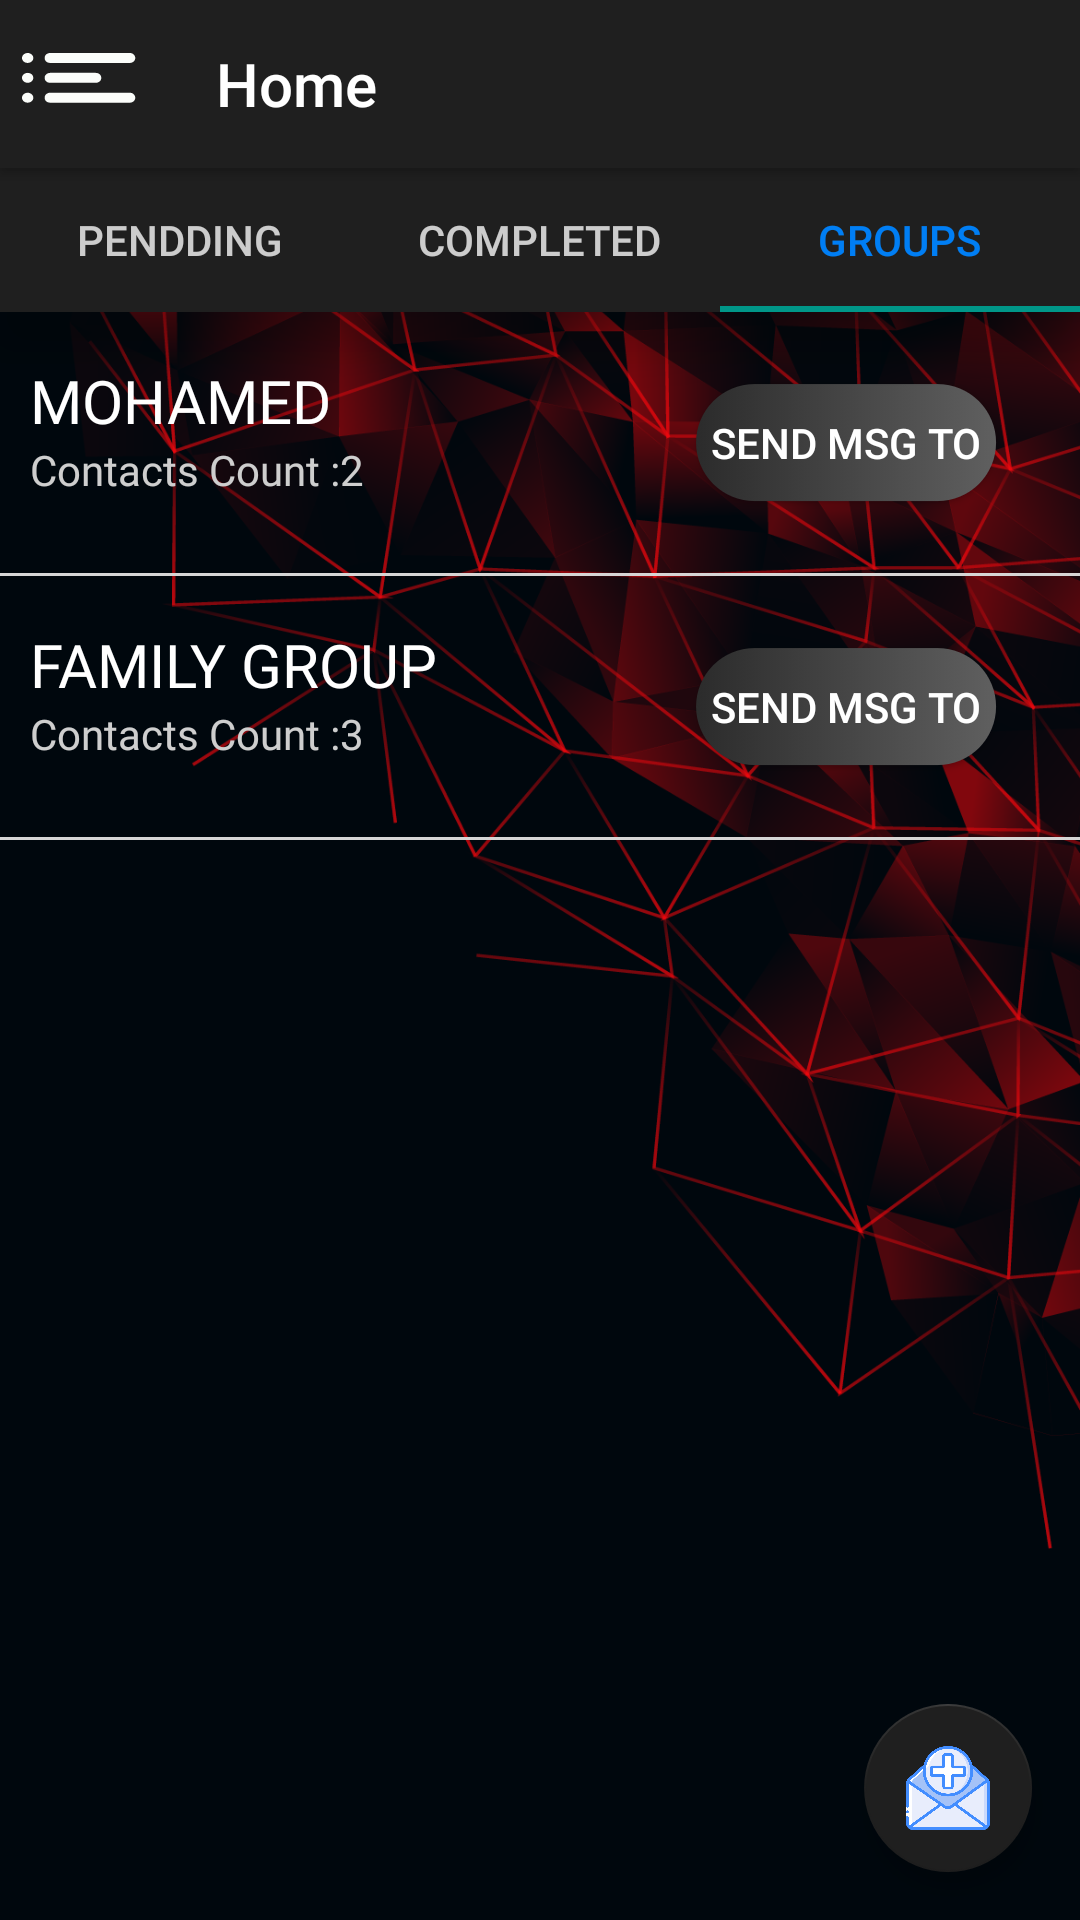 Home
PENDDING
COMPLETED
GROUPS
MOHAMED
Contacts Count :2
SEND MSG TO
FAMILY GROUP
Contacts Count :3
SEND MSG TO